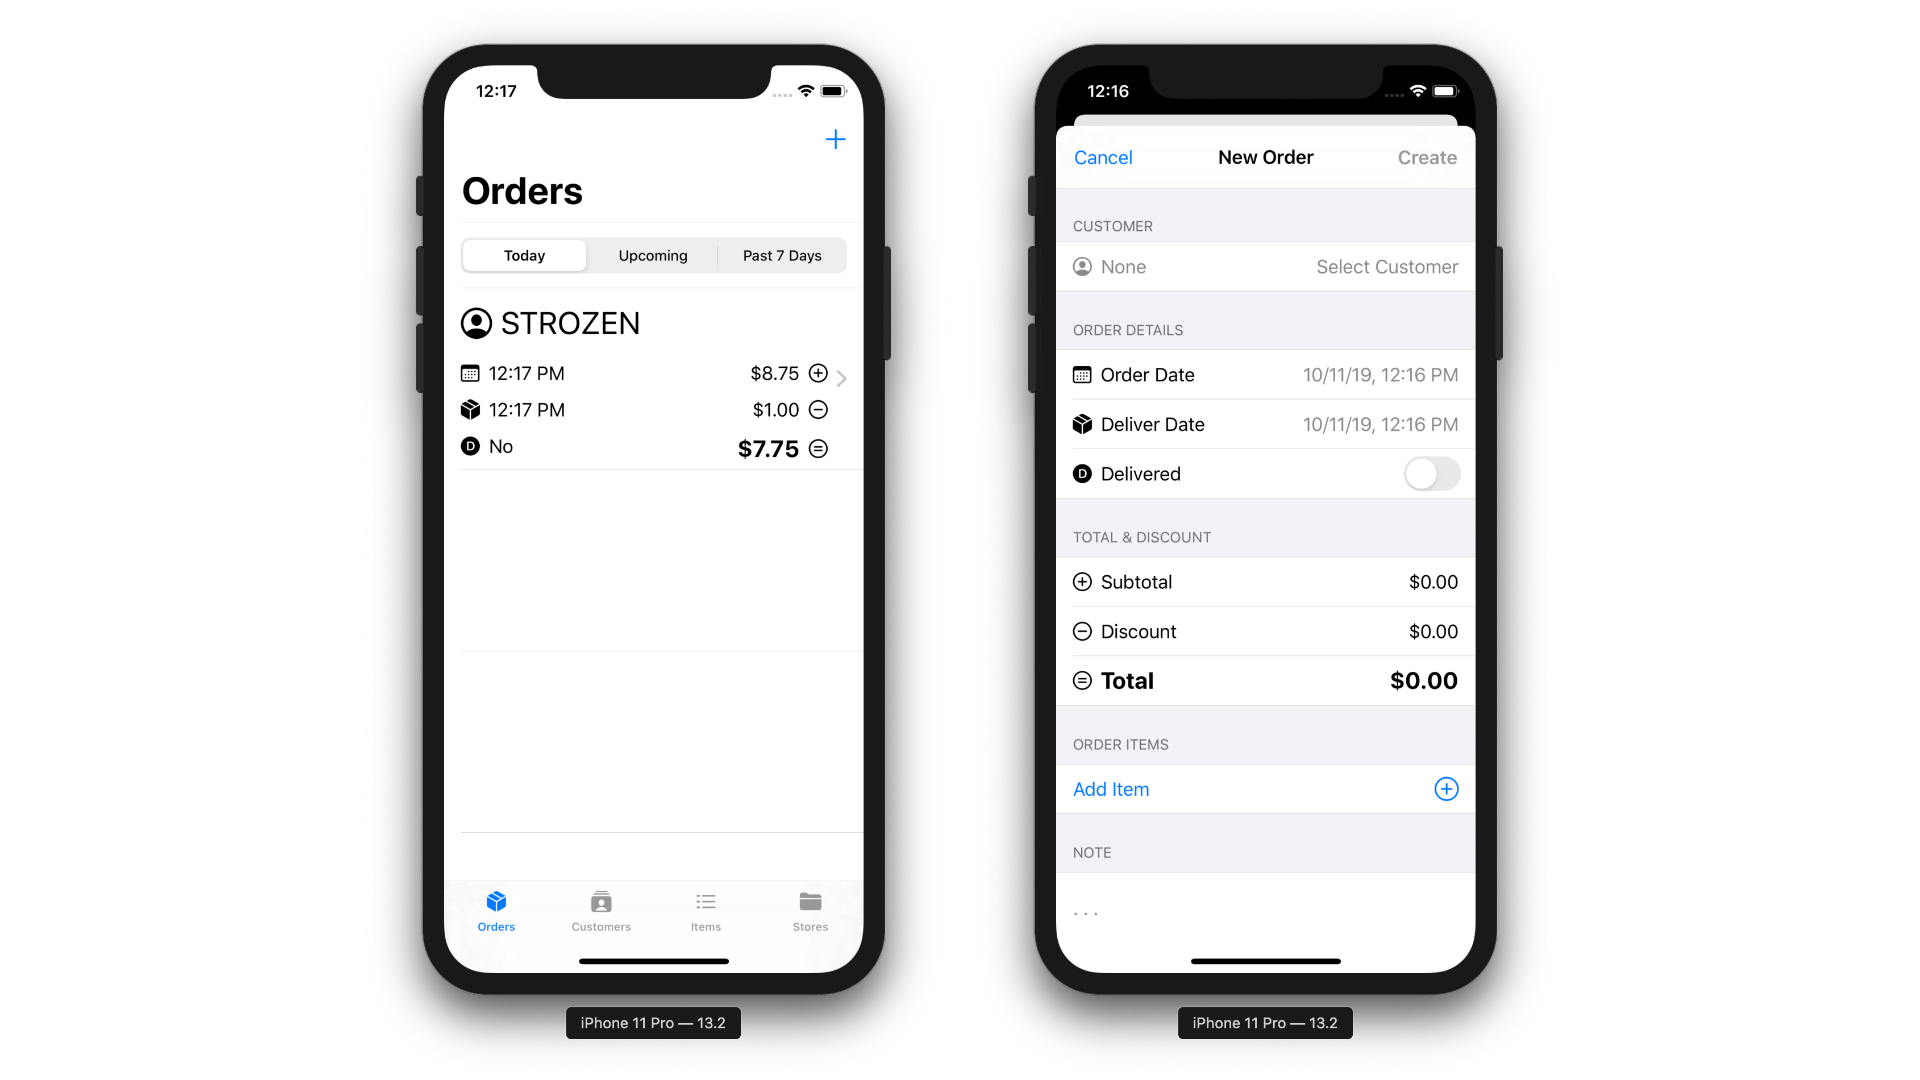 12:17
Orders
Today Upcoming Past 7 Days
STROZEN
12:17 PM $8.75
12:17 PM $1.00
D No $7.75
Orders Customers Items Stores
iPhone 11 Pro — 13.2
12:16
Cancel New Order Create
CUSTOMER
None Select Customer
ORDER DETAILS
Order Date 10/11/19, 12:16 PM
Deliver Date 10/11/19, 12:16 PM
D Delivered
TOTAL & DISCOUNT
Subtotal $0.00
Discount $0.00
Total $0.00
ORDER ITEMS
Add Item
NOTE
. . .
iPhone 11 Pro — 13.2